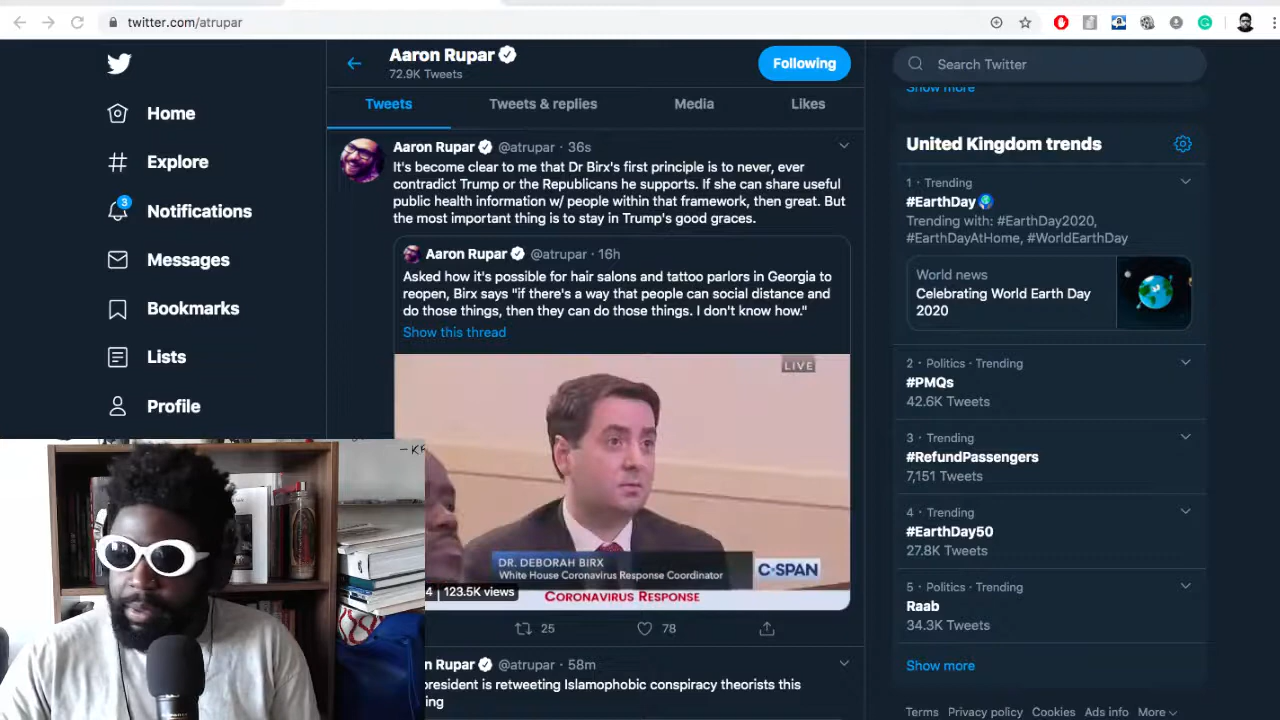 twitter.com/atrupar
Home
Explore
3
Notifications
Messages
Bookmarks
Lists
Profile
Aaron Rupar
72.9K Tweets
Following
Tweets
Tweets & replies
Media
Likes
Aaron Rupar @atrupar · 36s
It's become clear to me that Dr Birx's first principle is to never, ever
contradict Trump or the Republicans he supports. If she can share useful
public health information w/ people within that framework, then great. But
the most important thing is to stay in Trump's good graces.
Aaron Rupar @atrupar · 16h
Asked how it's possible for hair salons and tattoo parlors in Georgia to
reopen, Birx says "if there's a way that people can social distance and
do those things, then they can do those things. I don't know how."
Show this thread
LIVE
DR. DEBORAH BIRX
White House Coronavirus Response Coordinator
C-SPAN
4 | 123.5K views
CORONAVIRUS RESPONSE
25
78
n Rupar @atrupar · 58m
president is retweeting Islamophobic conspiracy theorists this
ing
Search Twitter
Show more
United Kingdom trends
1 · Trending
#EarthDay
Trending with: #EarthDay2020,
#EarthDayAtHome, #WorldEarthDay
World news
Celebrating World Earth Day
2020
2 · Politics · Trending
#PMQs
42.6K Tweets
3 · Trending
#RefundPassengers
7,151 Tweets
4 · Trending
#EarthDay50
27.8K Tweets
5 · Politics · Trending
Raab
34.3K Tweets
Show more
Terms Privacy policy Cookies Ads info More